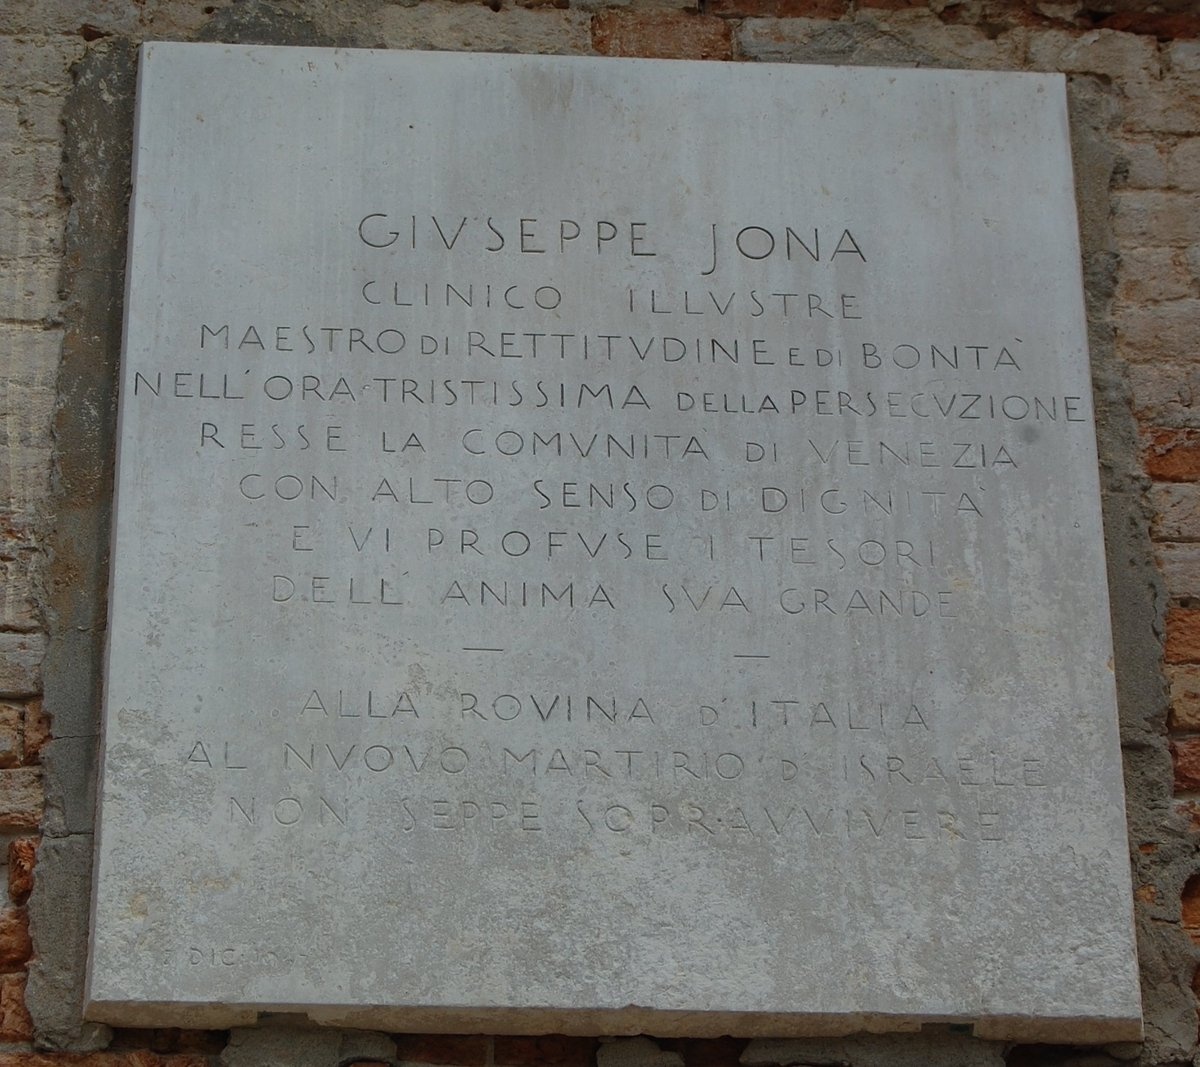 GIVSEPPE JONA
CLINICO ILLVSTRE
MAESTRO DI RETTITVDINE E DI BONTÀ
NELL'ORA TRISTISSIMA DELLA PERSECVZIONE
RESSE LA COMVNITÀ DI VENEZIA
CON ALTO SENSO DI DIGNITÀ
E VI PROFVSE I TESORI
DELL'ANIMA SVA GRANDE
— —
ALLA ROVINA D'ITALIA
AL NVOVO MARTIRIO D'ISRAELE
NON SEPPE SOPRAVVIVERE
DIC.